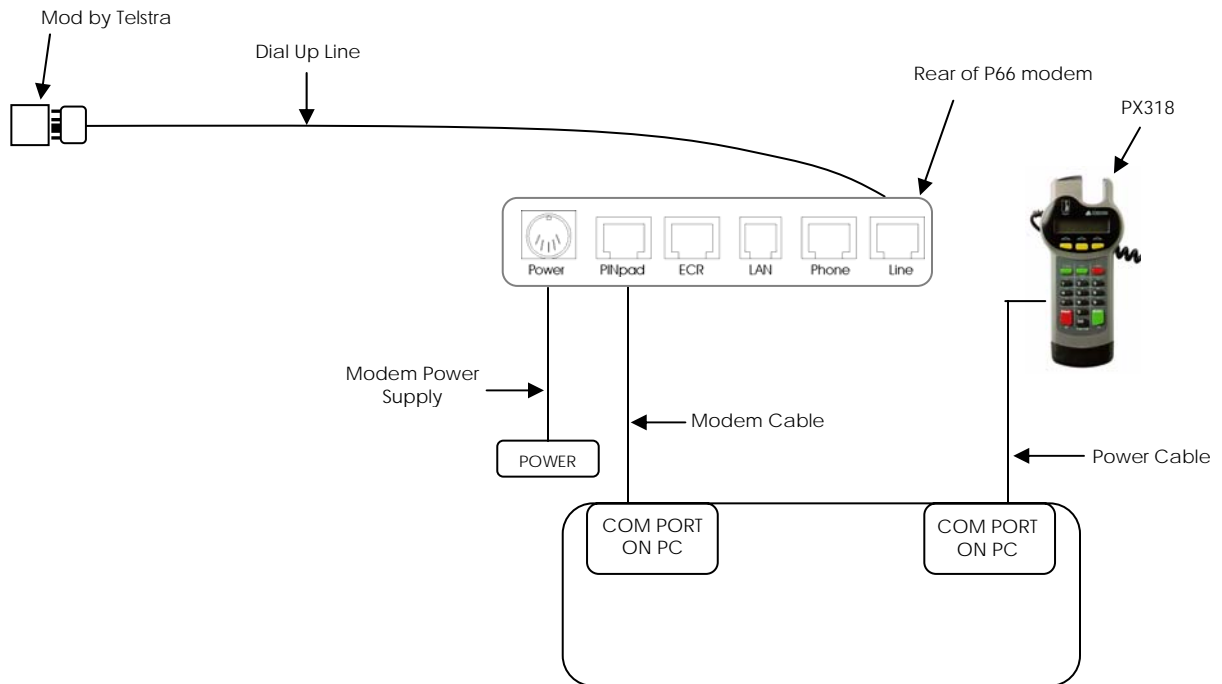 Mod by Telstra
Dial Up Line
Rear of P66 modem
PX318
Power
PINpad
ECR
LAN
Phone
Line
Modem Power
Supply
Modem Cable
POWER
Power Cable
COM PORT
ON PC
COM PORT
ON PC